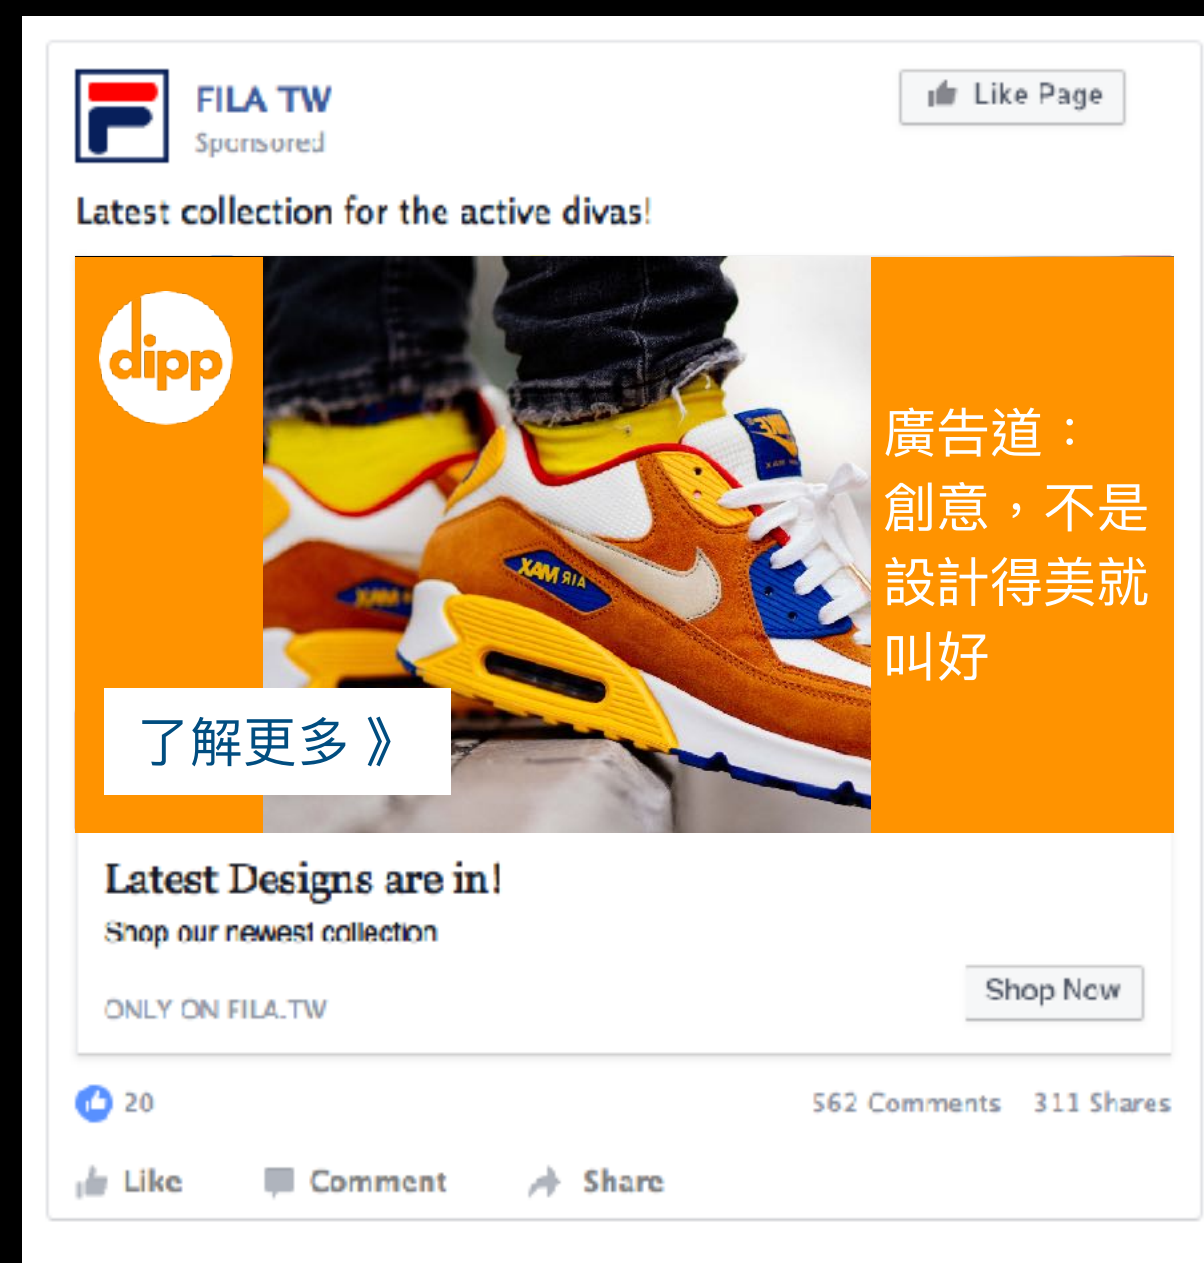 FILA TW
Like Page
Sponsored
Latest collection for the active divas!
dipp
廣告道：
創意，不是
設計得美就
叫好
NIKE
AIR MAX
了解更多 》
Latest Designs are in!
Shop our newest collection
ONLY ON FILA.TW
Shop Now
20
562 Comments
311 Shares
Like
Comment
Share